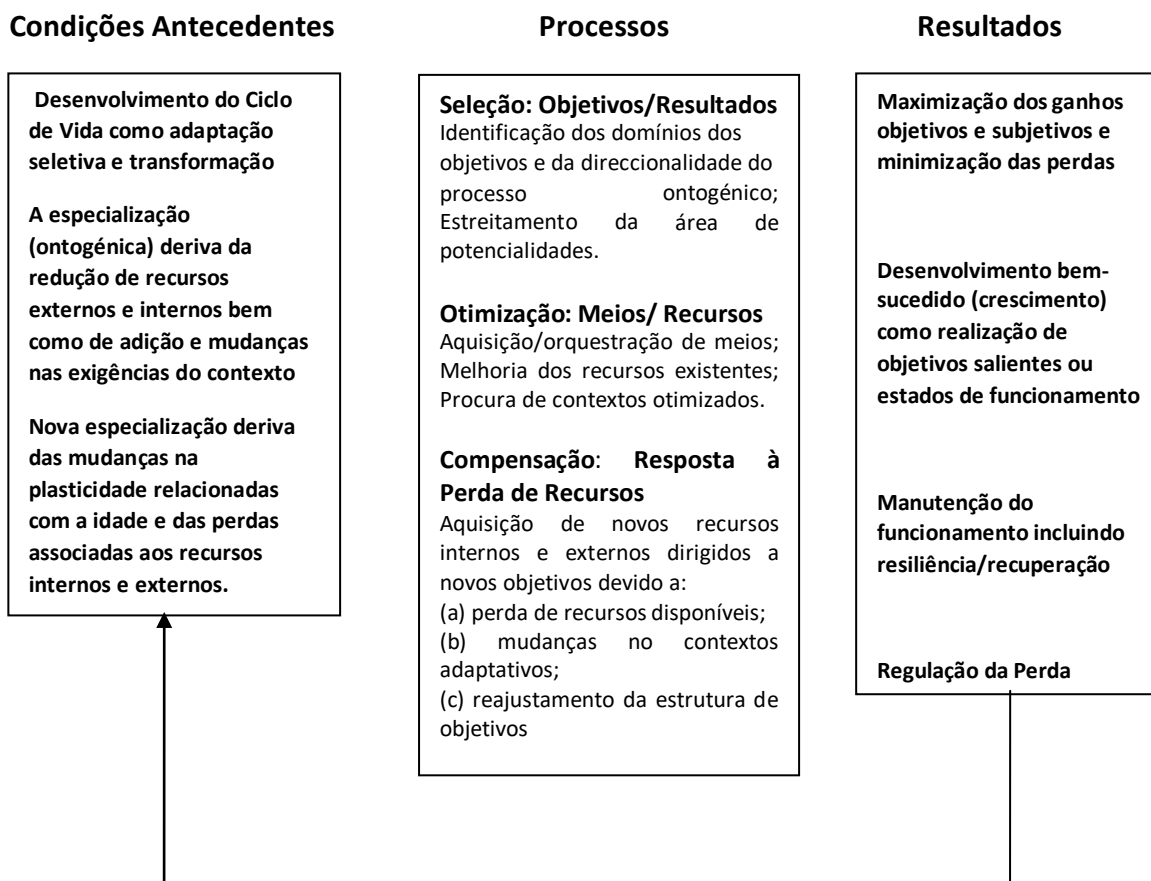 Condições Antecedentes
Processos
Resultados
Desenvolvimento do Ciclo
de Vida como adaptação
seletiva e transformação
A especialização
(ontogénica) deriva da
redução de recursos
externos e internos bem
como de adição e mudanças
nas exigências do contexto
Nova especialização deriva
das mudanças na
plasticidade relacionadas
com a idade e das perdas
associadas aos recursos
internos e externos.
Seleção: Objetivos/Resultados
Identificação dos domínios dos
objetivos e da direccionalidade do
processo ontogénico;
Estreitamento da área de
potencialidades.
Otimização: Meios/ Recursos
Aquisição/orquestração de meios;
Melhoria dos recursos existentes;
Procura de contextos otimizados.
Compensação: Resposta à
Perda de Recursos
Aquisição de novos recursos
internos e externos dirigidos a
novos objetivos devido a:
(a) perda de recursos disponíveis;
(b) mudanças no contextos
adaptativos;
(c) reajustamento da estrutura de
objetivos
Maximização dos ganhos
objetivos e subjetivos e
minimização das perdas
Desenvolvimento bem-
sucedido (crescimento)
como realização de
objetivos salientes ou
estados de funcionamento
Manutenção do
funcionamento incluindo
resiliência/recuperação
Regulação da Perda